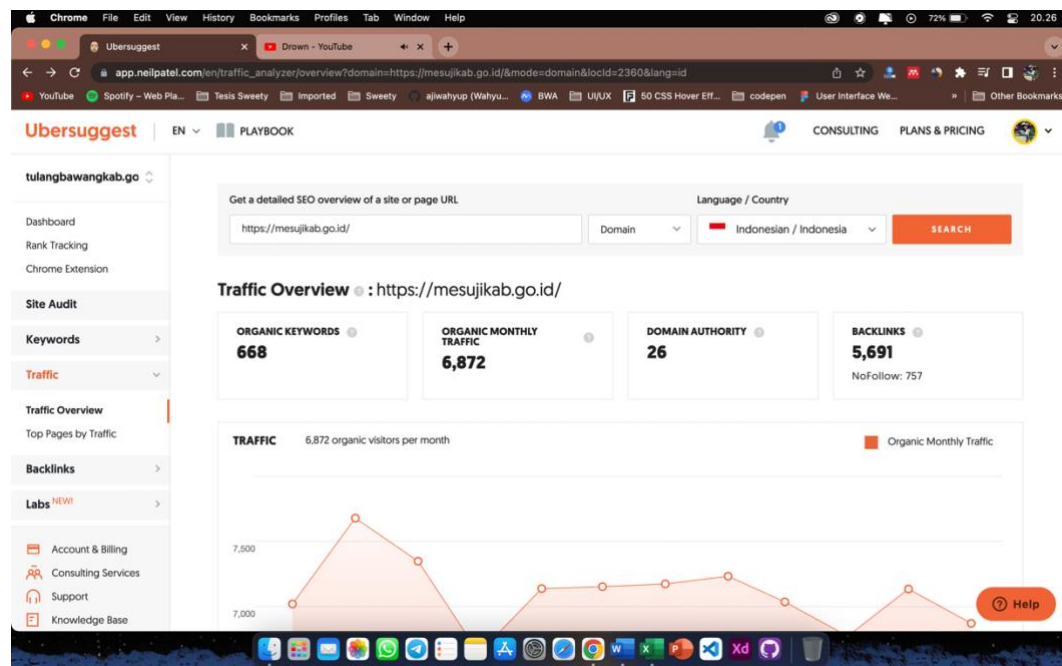 Chrome File Edit View History Bookmarks Profiles Tab Window Help 72% 20.26
Ubersuggest Drown - YouTube
app.neilpatel.com/en/traffic_analyzer/overview?domain=https://mesujikab.go.id/&mode=domain&locId=2360&lang=id
YouTube Spotify – Web Pla... Tesis Sweety Imported Sweety ajiwahyup (Wahyu... BWA UI/UX 50 CSS Hover Eff... codepen User Interface We... » Other Bookmarks
Ubersuggest EN PLAYBOOK 1 CONSULTING PLANS & PRICING
tulangbawangkab.go
Dashboard
Rank Tracking
Chrome Extension
Site Audit
Keywords
Traffic
Traffic Overview
Top Pages by Traffic
Backlinks
Labs NEW!
Account & Billing
Consulting Services
Support
Knowledge Base
Get a detailed SEO overview of a site or page URL Language / Country
https://mesujikab.go.id/ Domain Indonesian / Indonesia SEARCH
Traffic Overview : https://mesujikab.go.id/
ORGANIC KEYWORDS
668
ORGANIC MONTHLY
TRAFFIC
6,872
DOMAIN AUTHORITY
26
BACKLINKS
5,691
NoFollow: 757
TRAFFIC 6,872 organic visitors per month Organic Monthly Traffic
7,500
7,000
Help
W X P Xd